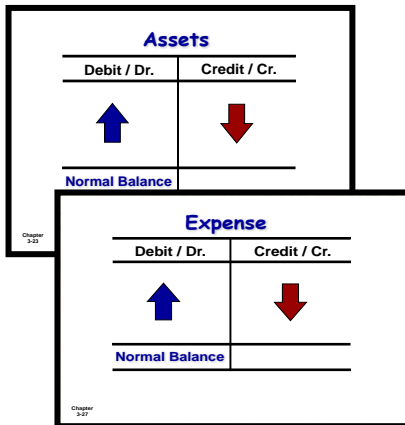 Assets
Debit / Dr. Credit / Cr.
Normal Balance
Chapter
3-23
Expense
Debit / Dr. Credit / Cr.
Normal Balance
Chapter
3-27